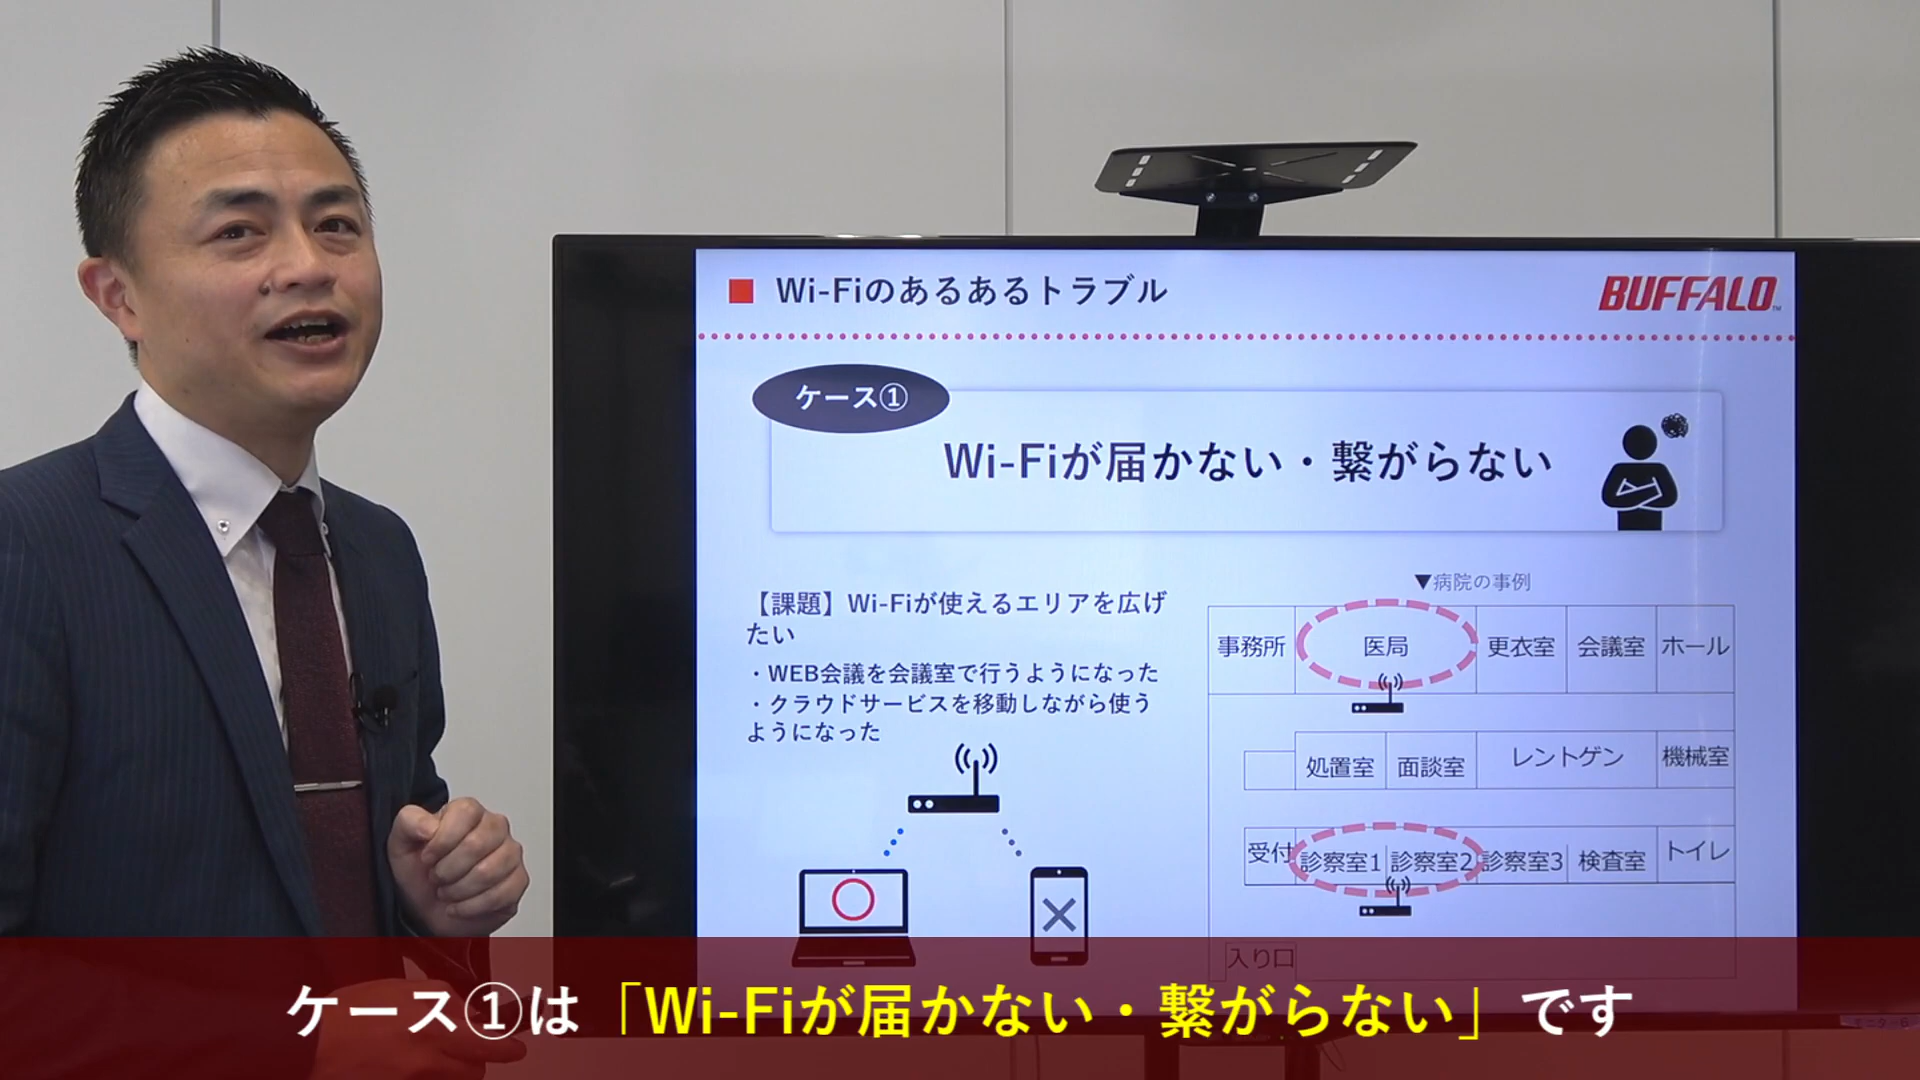 Wi-Fiのあるあるトラブル
BUFFALO™
ケース①
Wi-Fiが届かない・繋がらない
【課題】Wi-Fiが使えるエリアを広げ
たい
・WEB会議を会議室で行うようになった
・クラウドサービスを移動しながら使う
ようになった
▼病院の事例
事務所 医局 更衣室 会議室 ホール
処置室 面談室 レントゲン 機械室
受付 診察室1 診察室2 診察室3 検査室 トイレ
入り口
ケース①は「Wi-Fiが届かない・繋がらない」です